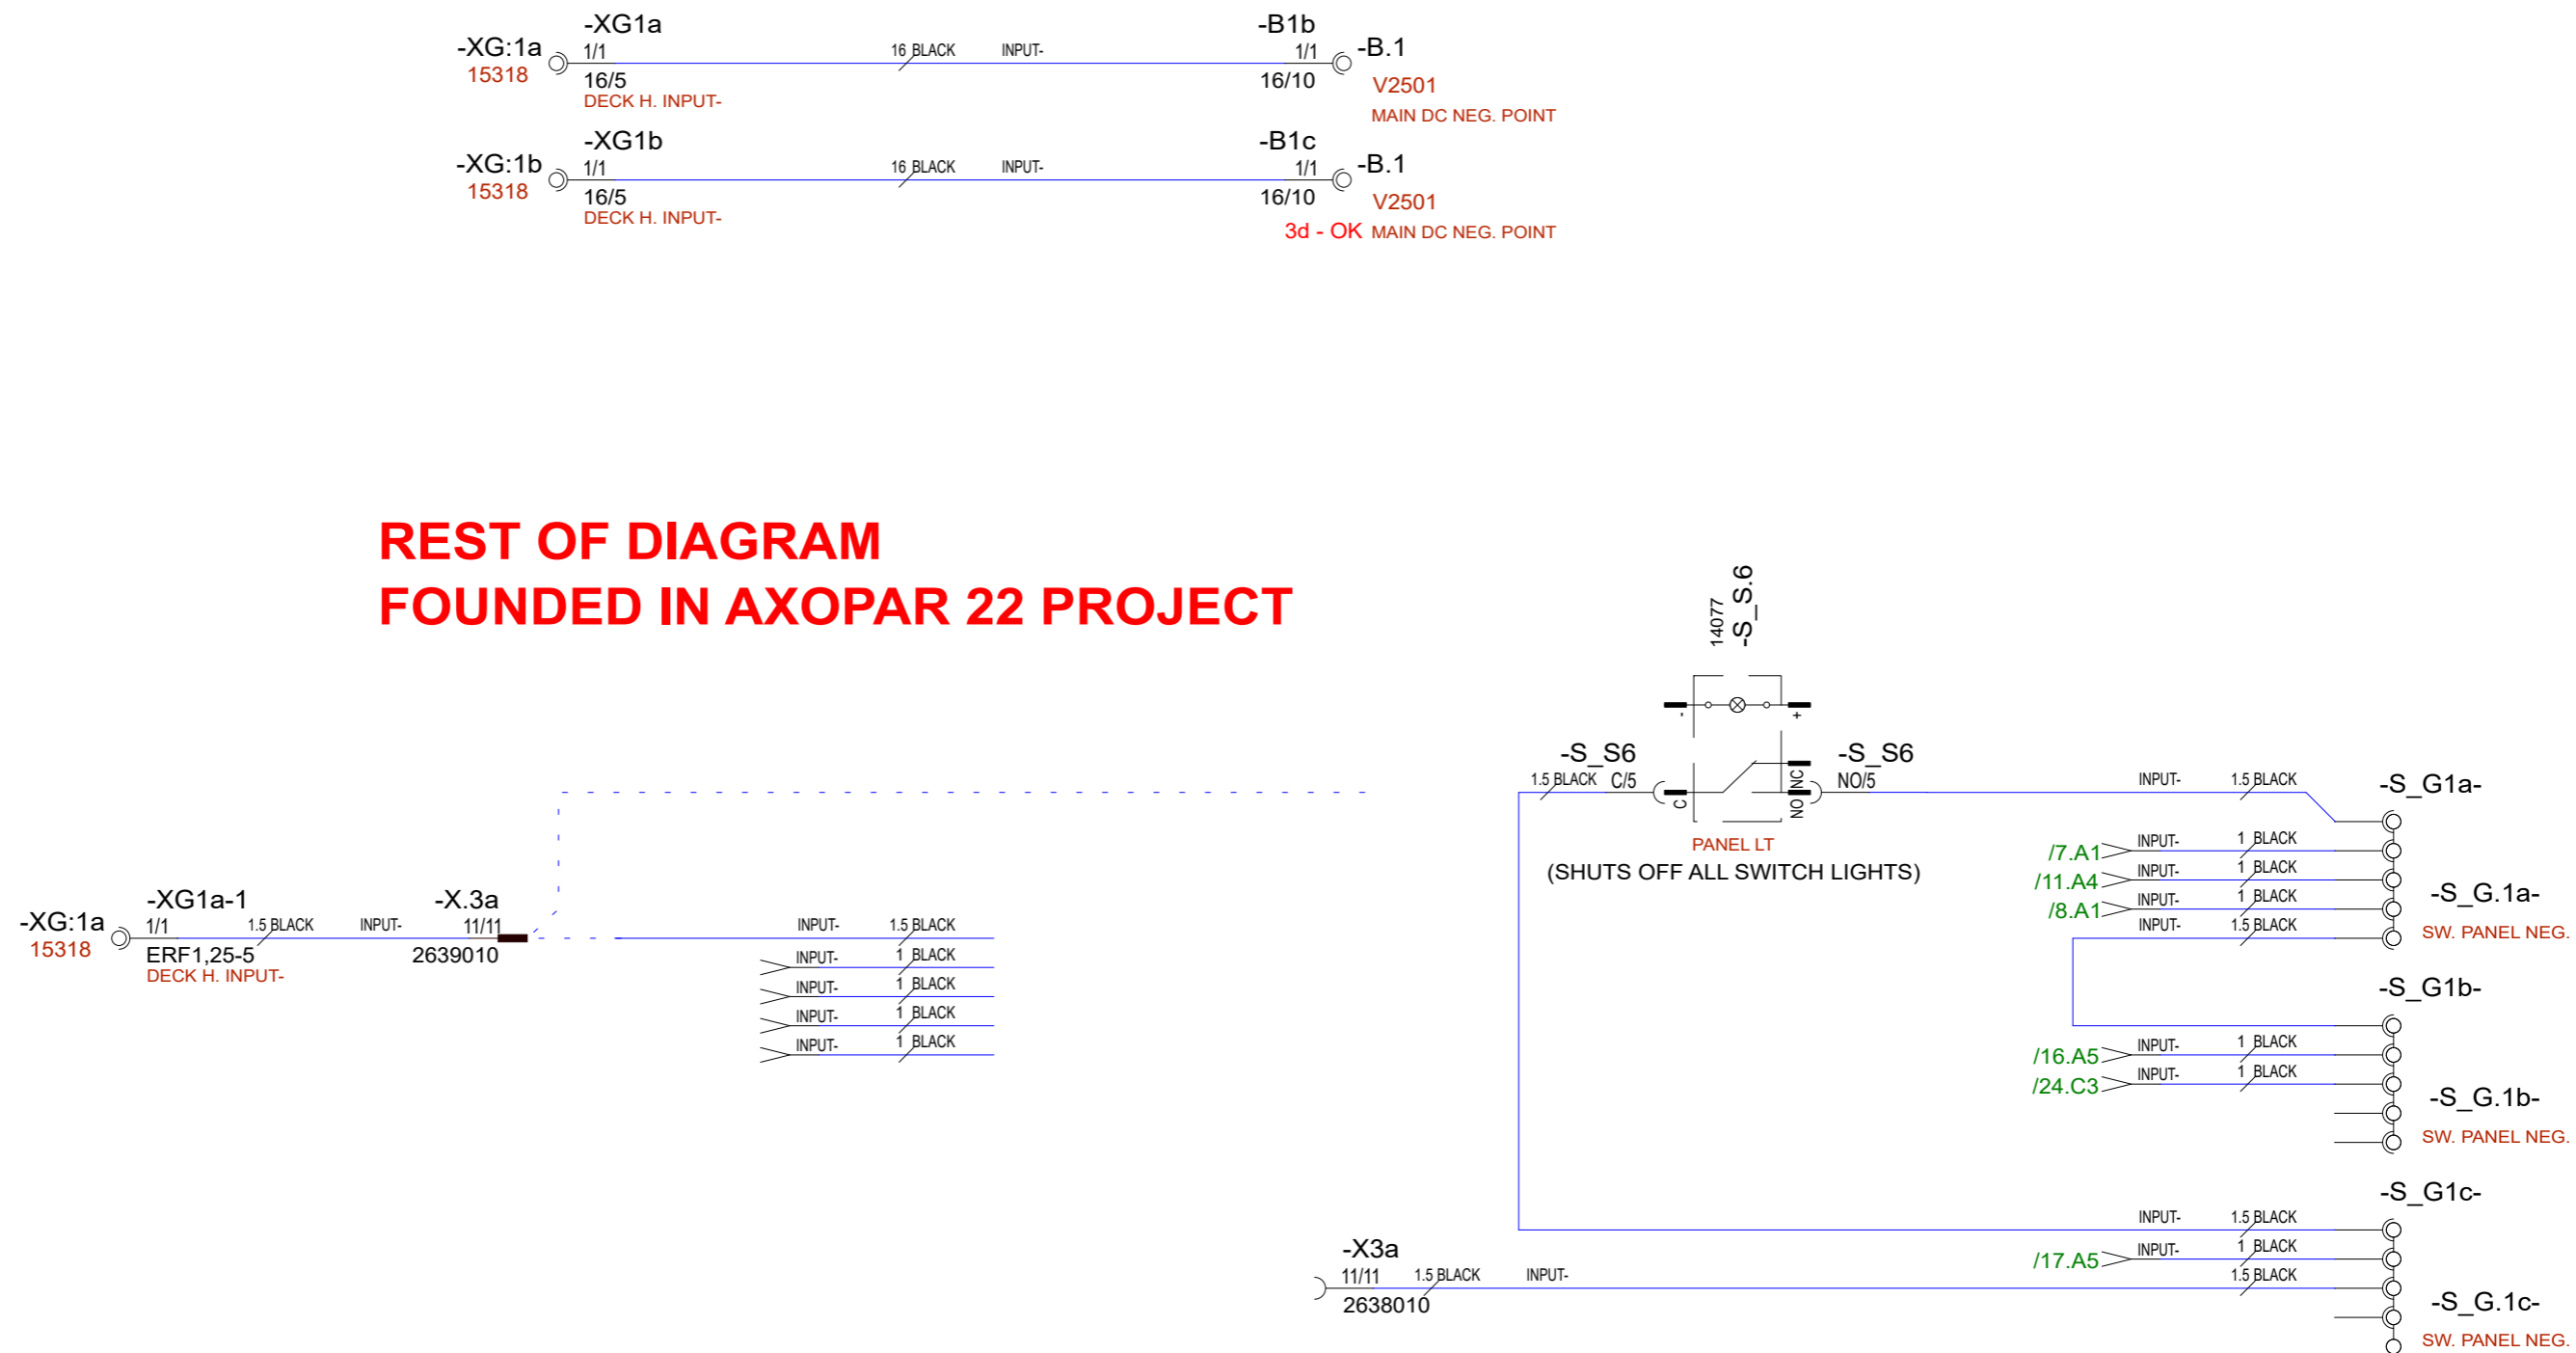 -XG1a
-B1b
-XG:1a 1/1 16 BLACK INPUT- 1/1 -B.1
15318 16/5 16/10 V2501
DECK H. INPUT- MAIN DC NEG. POINT
-XG1b -B1c
-XG:1b 1/1 16 BLACK INPUT- 1/1 -B.1
15318 16/5 16/10 V2501
DECK H. INPUT- 3d - OK MAIN DC NEG. POINT
REST OF DIAGRAM
FOUNDED IN AXOPAR 22 PROJECT
14077
-S_S.6
- +
-S_S6 -S_S6
1.5 BLACK C/5 C NO NC NO/5 INPUT- 1.5 BLACK -S_G1a-
PANEL LT
(SHUTS OFF ALL SWITCH LIGHTS)
/7.A1 INPUT- 1 BLACK
/11.A4 INPUT- 1 BLACK
/8.A1 INPUT- 1 BLACK -S_G.1a-
INPUT- 1.5 BLACK SW. PANEL NEG.
-XG1a-1 -X.3a
-XG:1a 1/1 1.5 BLACK INPUT- 11/11
15318 ERF1,25-5 2639010
DECK H. INPUT-
INPUT- 1.5 BLACK
INPUT- 1 BLACK
INPUT- 1 BLACK
INPUT- 1 BLACK
INPUT- 1 BLACK
-S_G1b-
/16.A5 INPUT- 1 BLACK
/24.C3 INPUT- 1 BLACK
-S_G.1b-
SW. PANEL NEG.
-S_G1c-
INPUT- 1.5 BLACK
/17.A5 INPUT- 1 BLACK
-X3a
11/11 1.5 BLACK INPUT- 1.5 BLACK
2638010 -S_G.1c-
SW. PANEL NEG.